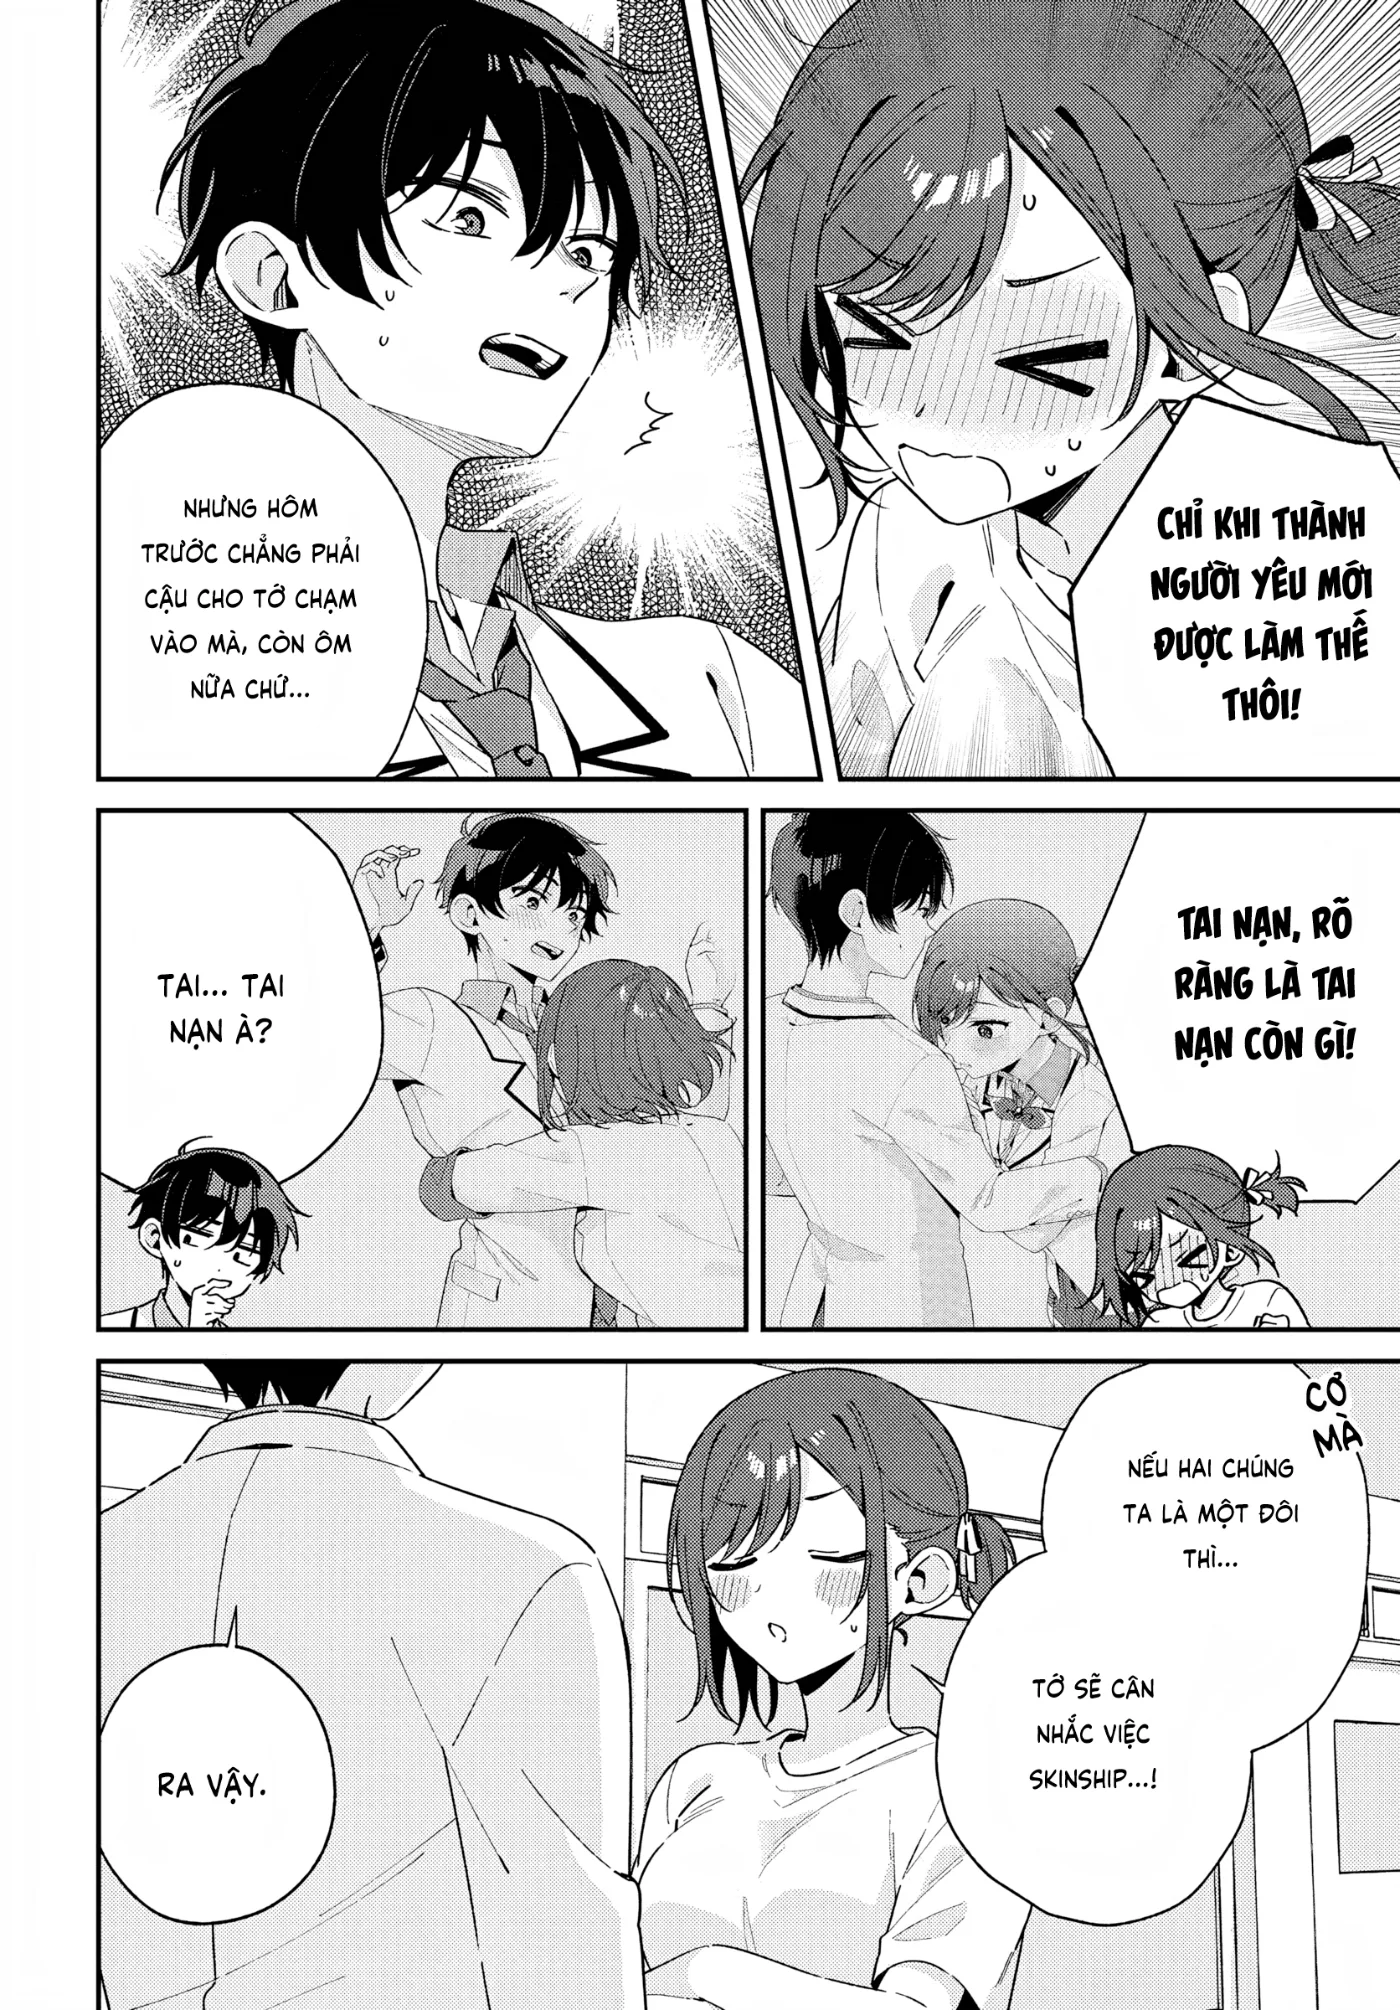 CHỈ KHI THÀNH
NGƯỜI YÊU MỚI
ĐƯỢC LÀM THẾ
THÔI!
NHƯNG HÔM
TRƯỚC CHẲNG PHẢI
CẬU CHO TỚ CHẠM
VÀO MÀ, CÒN ÔM
NỮA CHỨ...
TAI NẠN, RÕ
RÀNG LÀ TAI
NẠN CÒN GÌ!
TAI... TAI
NẠN À?
CƠ
MÀ
NẾU HAI CHÚNG
TA LÀ MỘT ĐÔI
THÌ...
TỚ SẼ CÂN
NHẮC VIỆC
SKINSHIP...!
RA VẬY.